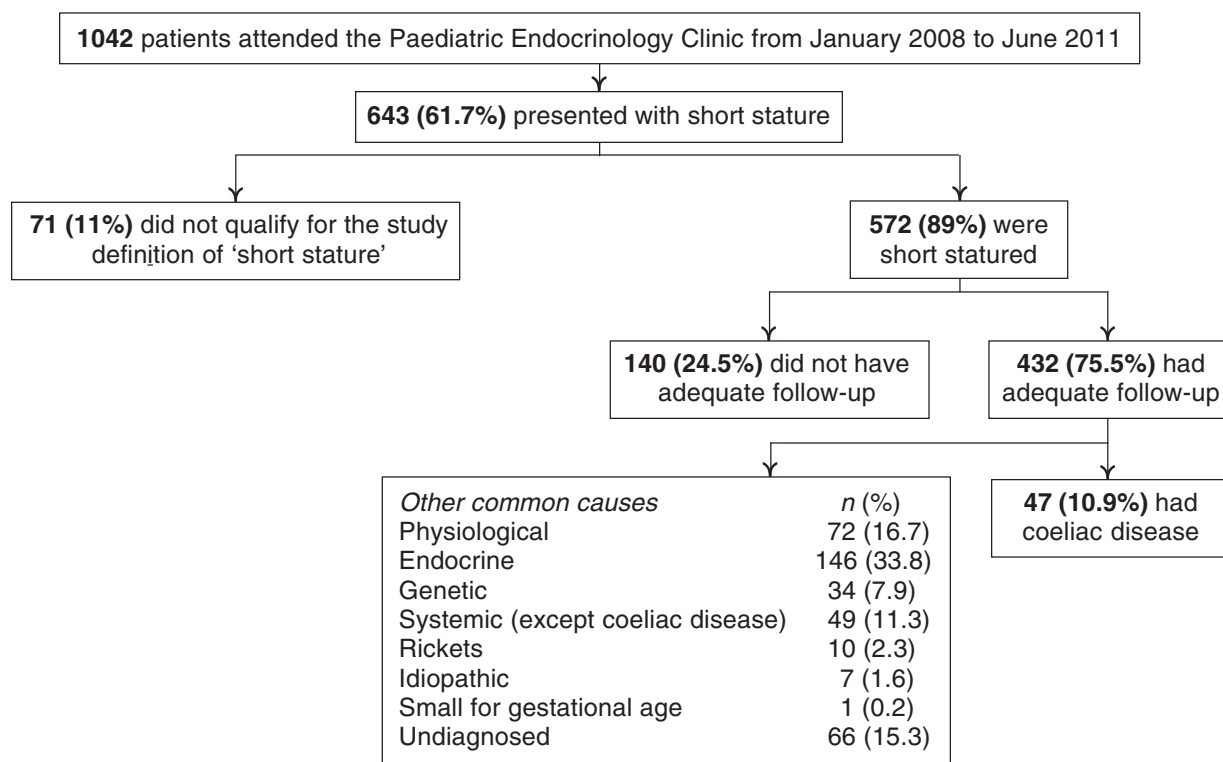 1042 patients attended the Paediatric Endocrinology Clinic from January 2008 to June 2011
643 (61.7%) presented with short stature
71 (11%) did not qualify for the study
definition of ‘short stature’
572 (89%) were
short statured
140 (24.5%) did not have
adequate follow-up
432 (75.5%) had
adequate follow-up
Other common causes n (%)
Physiological 72 (16.7)
Endocrine 146 (33.8)
Genetic 34 (7.9)
Systemic (except coeliac disease) 49 (11.3)
Rickets 10 (2.3)
Idiopathic 7 (1.6)
Small for gestational age 1 (0.2)
Undiagnosed 66 (15.3)
47 (10.9%) had
coeliac disease